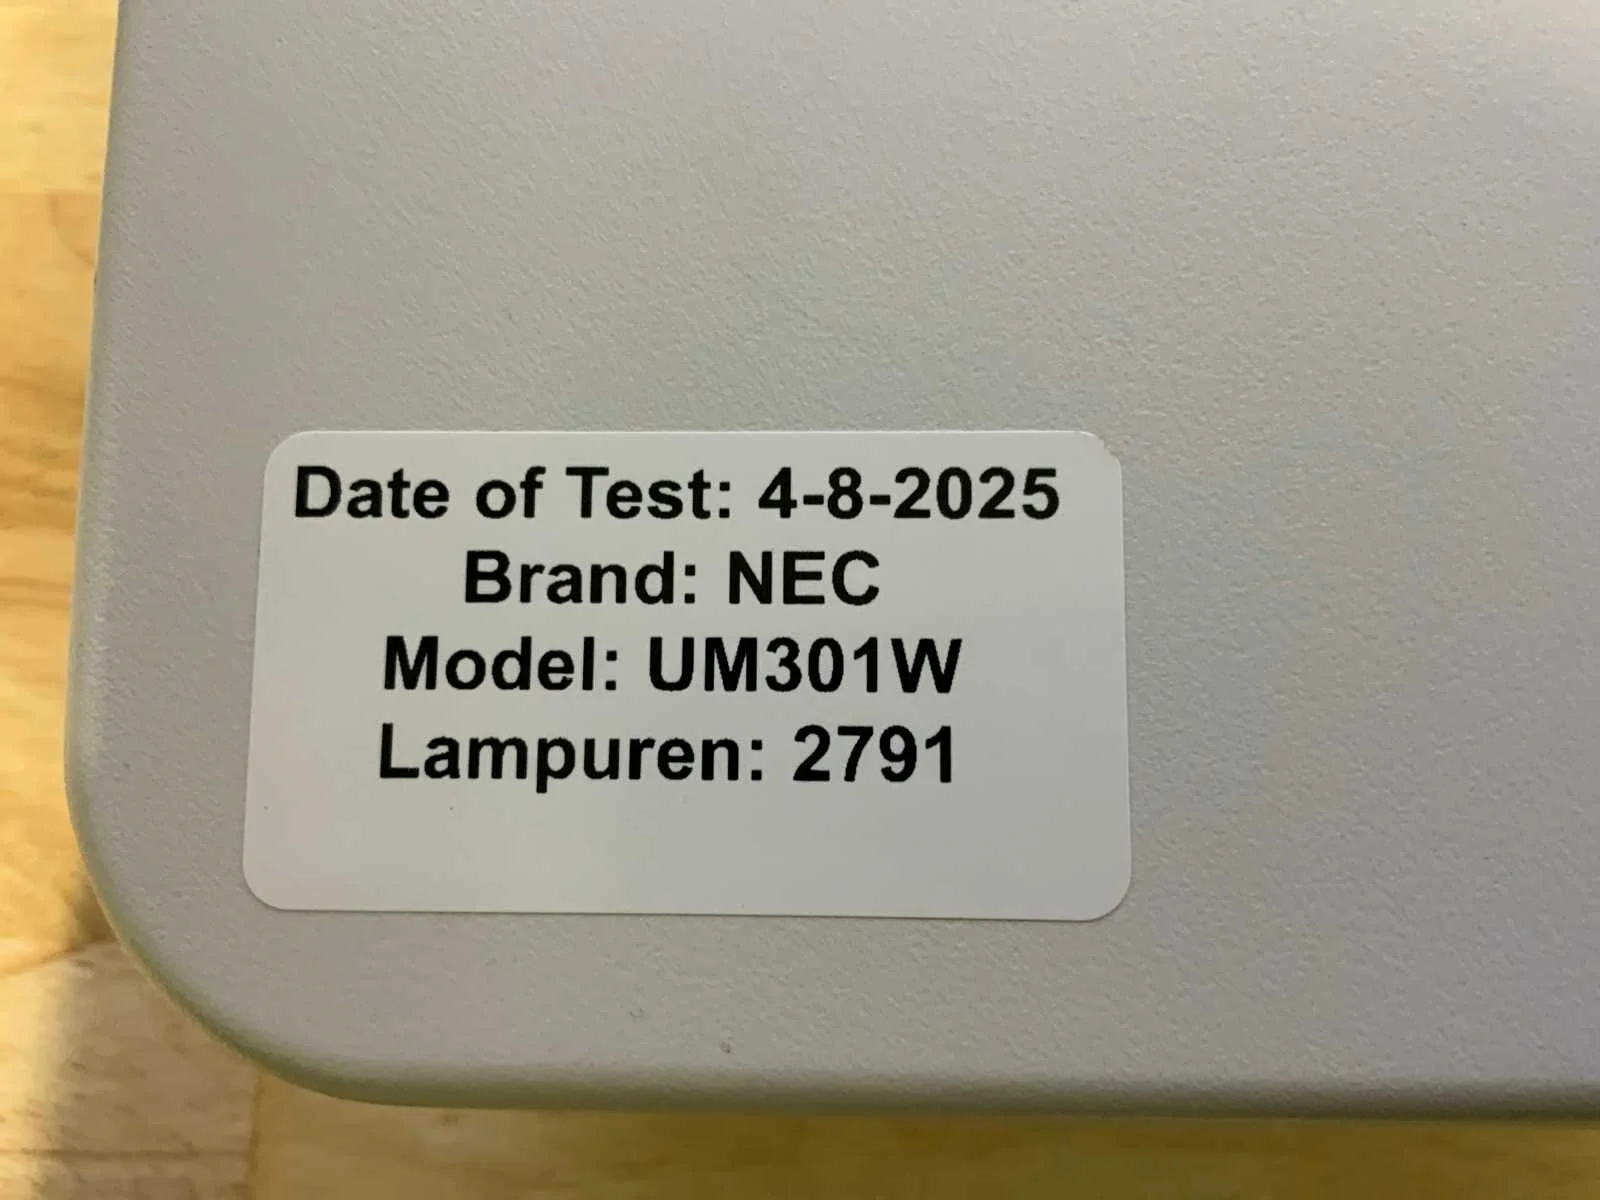 Date of Test: 4-8-2025
Brand: NEC
Model: UM301W
Lampuren: 2791